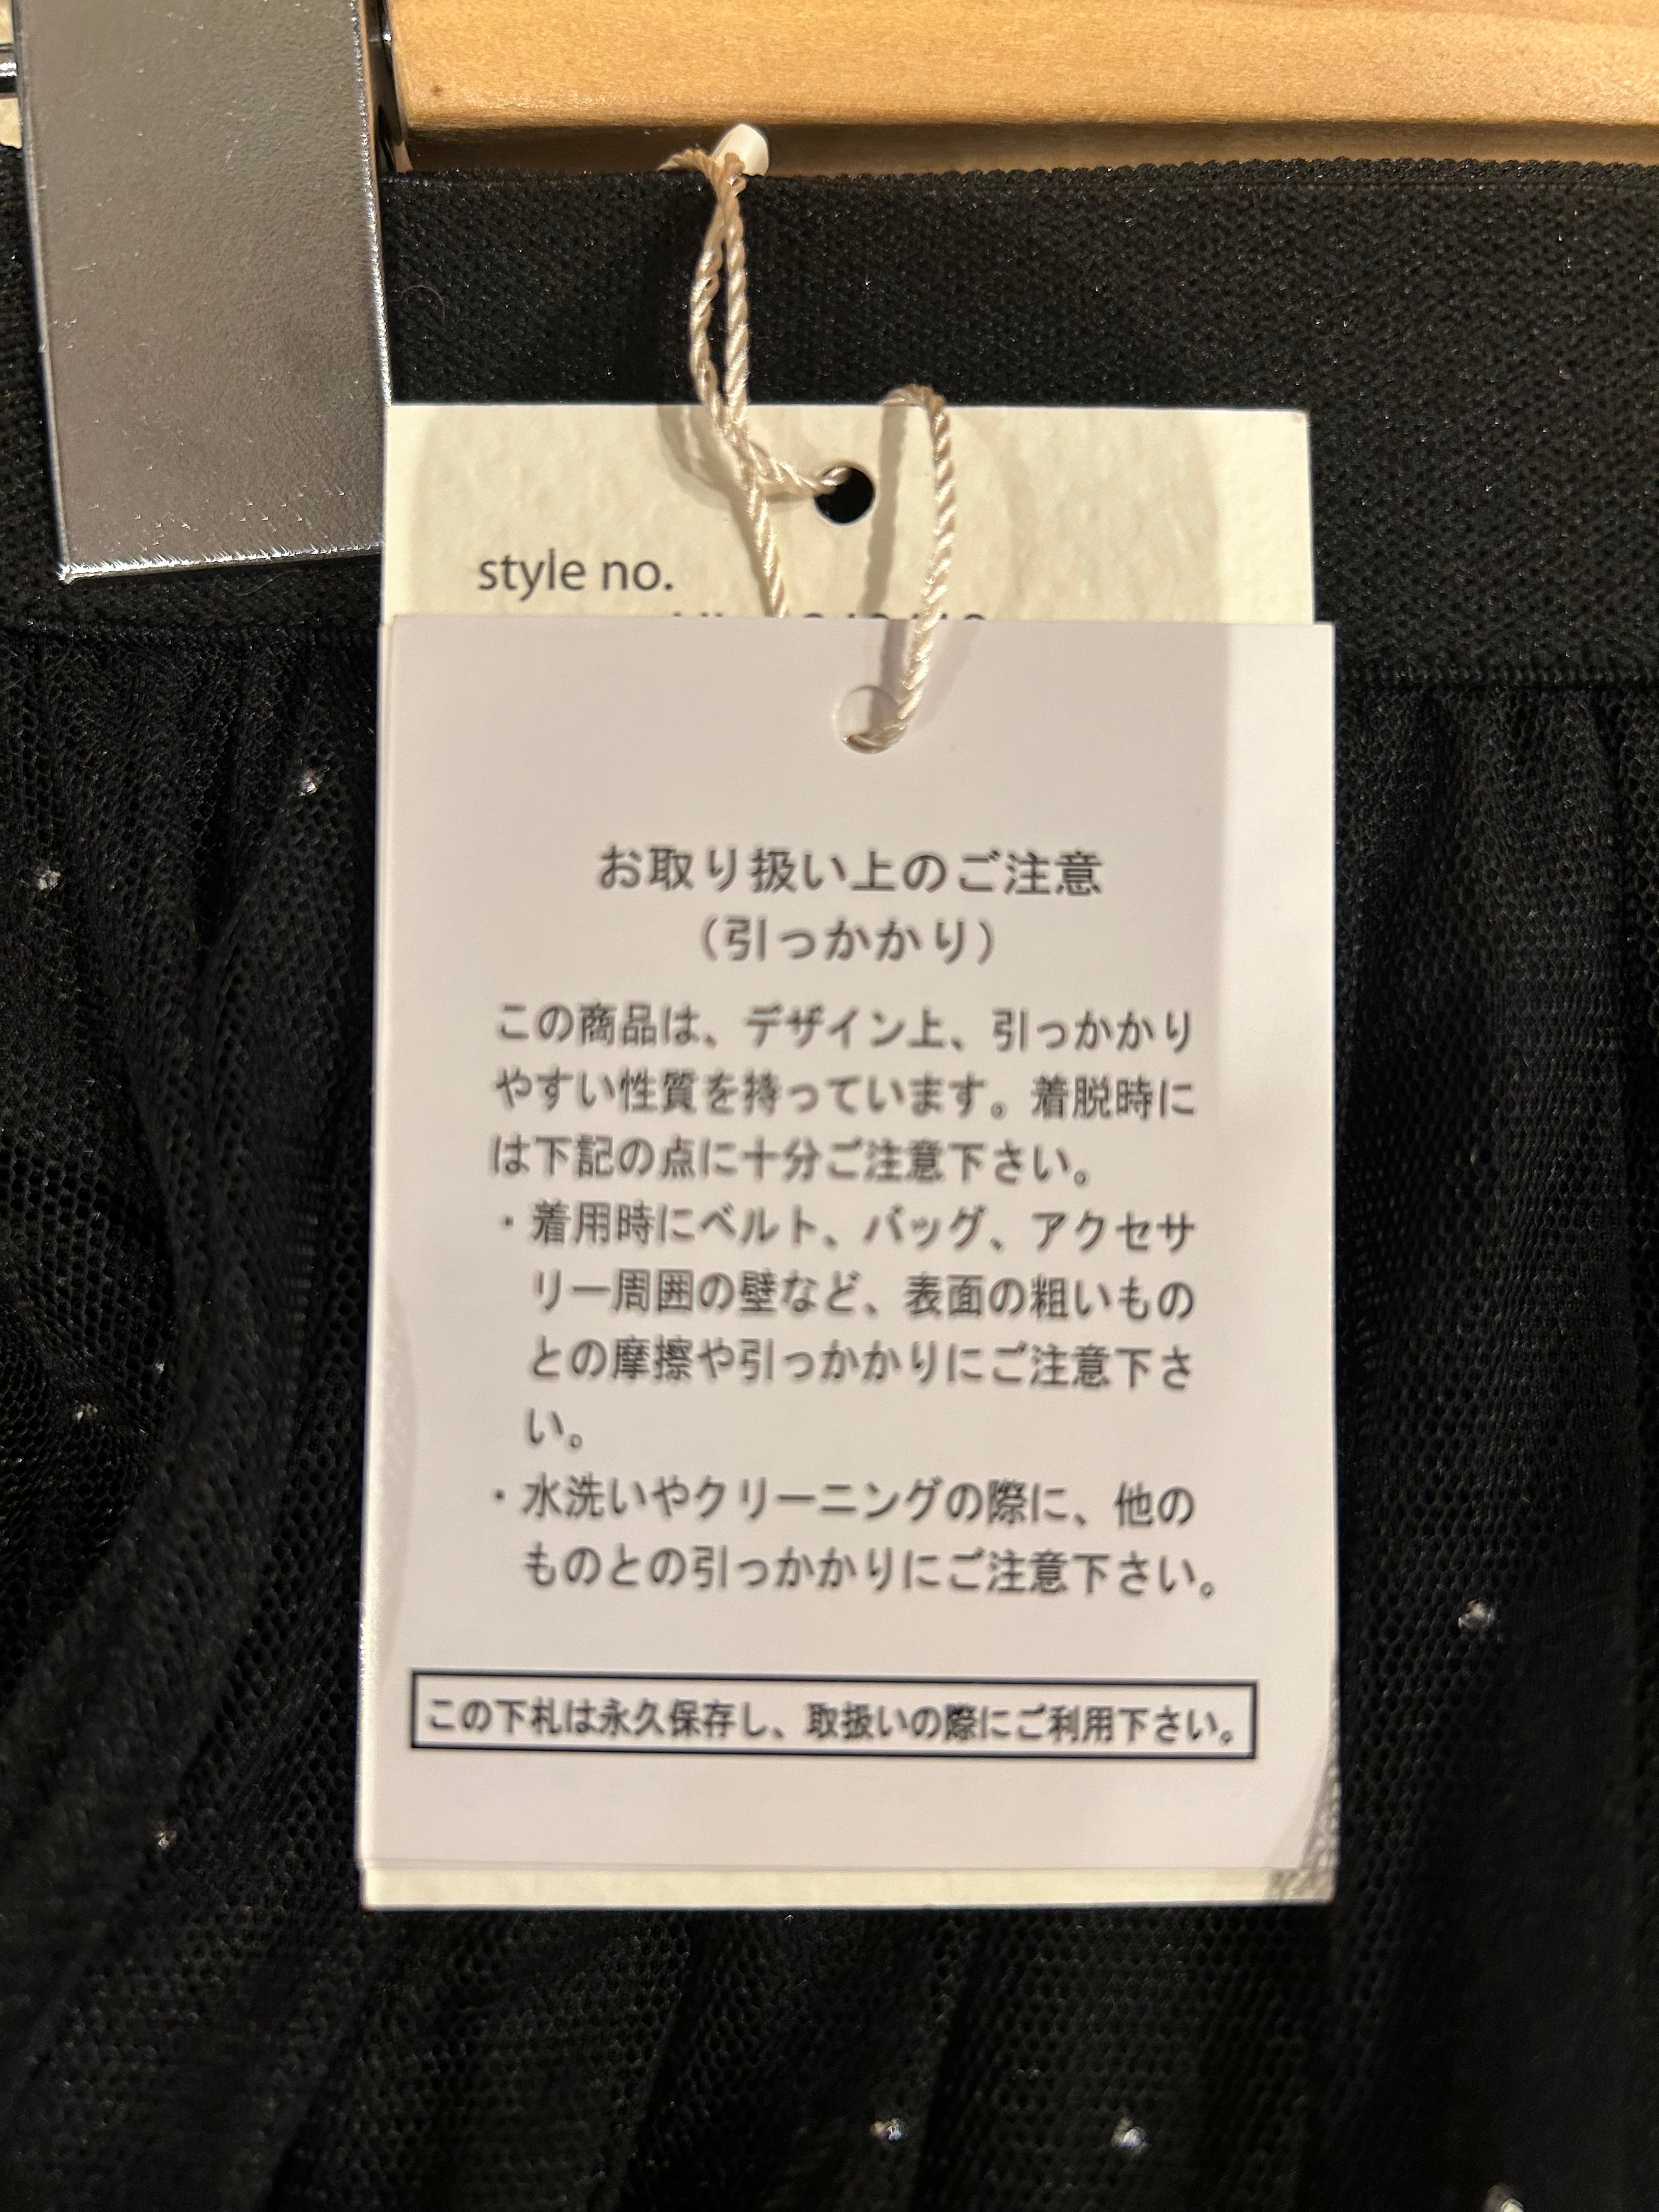 style no.
お取り扱い上のご注意
（引っかかり）
この商品は、デザイン上、引っかかり
やすい性質を持っています。着脱時に
は下記の点に十分ご注意下さい。
・着用時にベルト、バッグ、アクセサ
リー周囲の壁など、表面の粗いもの
との摩擦や引っかかりにご注意下さ
い。
・水洗いやクリーニングの際に、他の
ものとの引っかかりにご注意下さい。
この下札は永久保存し、取扱いの際にご利用下さい。